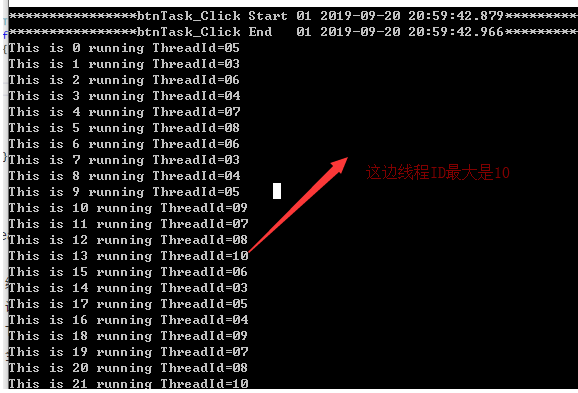 *****************btnTask_Click Start 01 2019-09-20 20:59:42.879**********
*****************btnTask_Click End   01 2019-09-20 20:59:42.966**********
This is 0 running ThreadId=05
This is 1 running ThreadId=03
This is 2 running ThreadId=06
This is 3 running ThreadId=04
This is 4 running ThreadId=07
This is 5 running ThreadId=08
This is 6 running ThreadId=06
This is 7 running ThreadId=03
这边线程ID最大是10
This is 8 running ThreadId=04
This is 9 running ThreadId=05
This is 10 running ThreadId=09
This is 11 running ThreadId=07
This is 12 running ThreadId=08
This is 13 running ThreadId=10
This is 15 running ThreadId=06
This is 14 running ThreadId=03
This is 17 running ThreadId=05
This is 16 running ThreadId=04
This is 18 running ThreadId=09
This is 19 running ThreadId=07
This is 20 running ThreadId=08
This is 21 running ThreadId=10